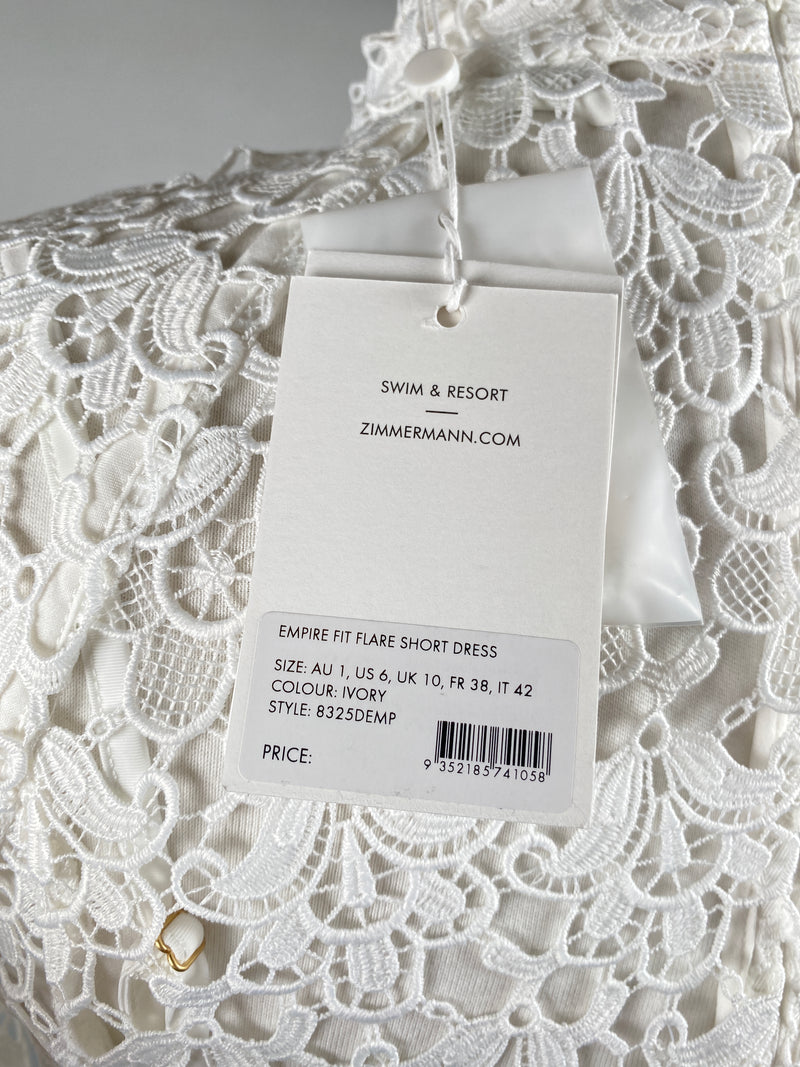 SWIM & RESORT
ZIMMERMANN.COM
EMPIRE FIT FLARE SHORT DRESS
SIZE: AU 1, US 6, UK 10, FR 38, IT 42
COLOUR: IVORY
STYLE: 8325DEMP
PRICE:
9 352185 741058